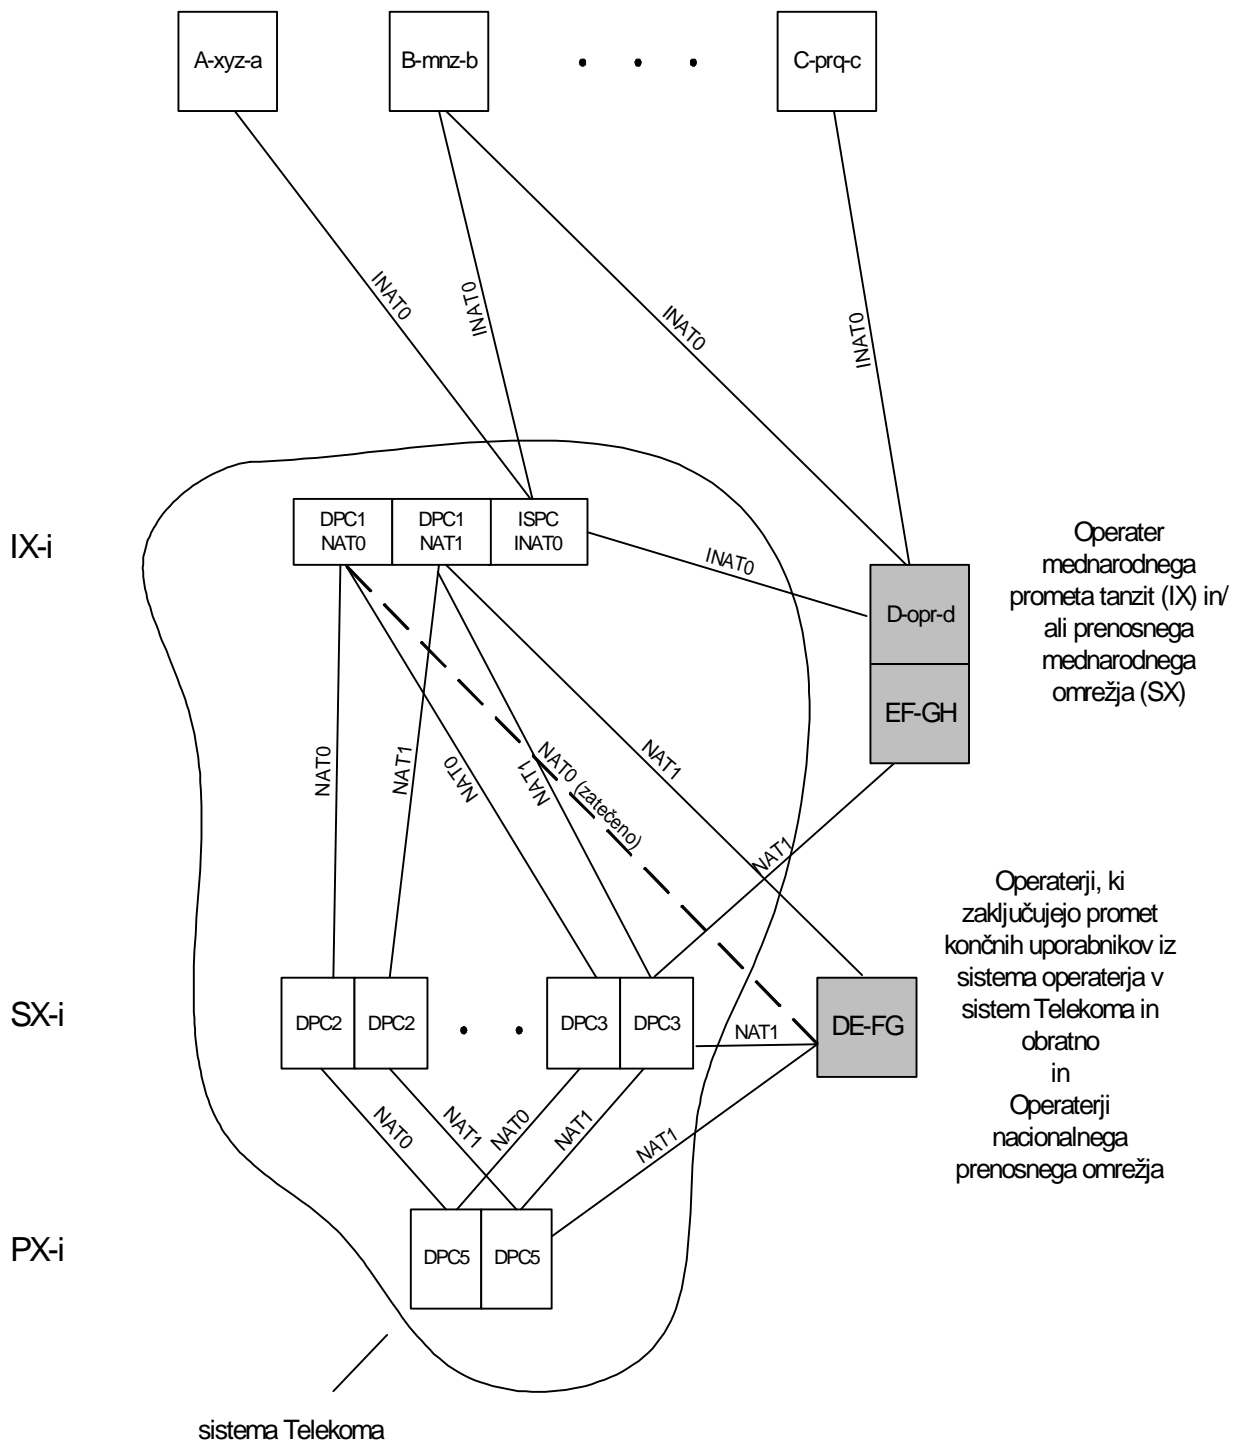 A-xyz-a
B-mnz-b
C-prq-c
INAT0
INAT0
INAT0
INAT0
IX-i
DPC1
NAT0
DPC1
NAT1
ISPC
INAT0
INAT0
D-opr-d
EF-GH
Operater
mednarodnega
prometa tanzit (IX) in/
ali prenosnega
mednarodnega
omrežja (SX)
NAT0
NAT1
NAT0
NAT1
NAT0 (zatečeno)
NAT1
NAT1
SX-i
DPC2
DPC2
DPC3
DPC3
NAT1
DE-FG
Operaterji, ki
zaključujejo promet
končnih uporabnikov iz
sistema operaterja v
sistem Telekoma in
obratno
in
Operaterji
nacionalnega
prenosnega omrežja
NAT0
NAT1
NAT0
NAT1
NAT1
PX-i
DPC5
DPC5
sistema Telekoma